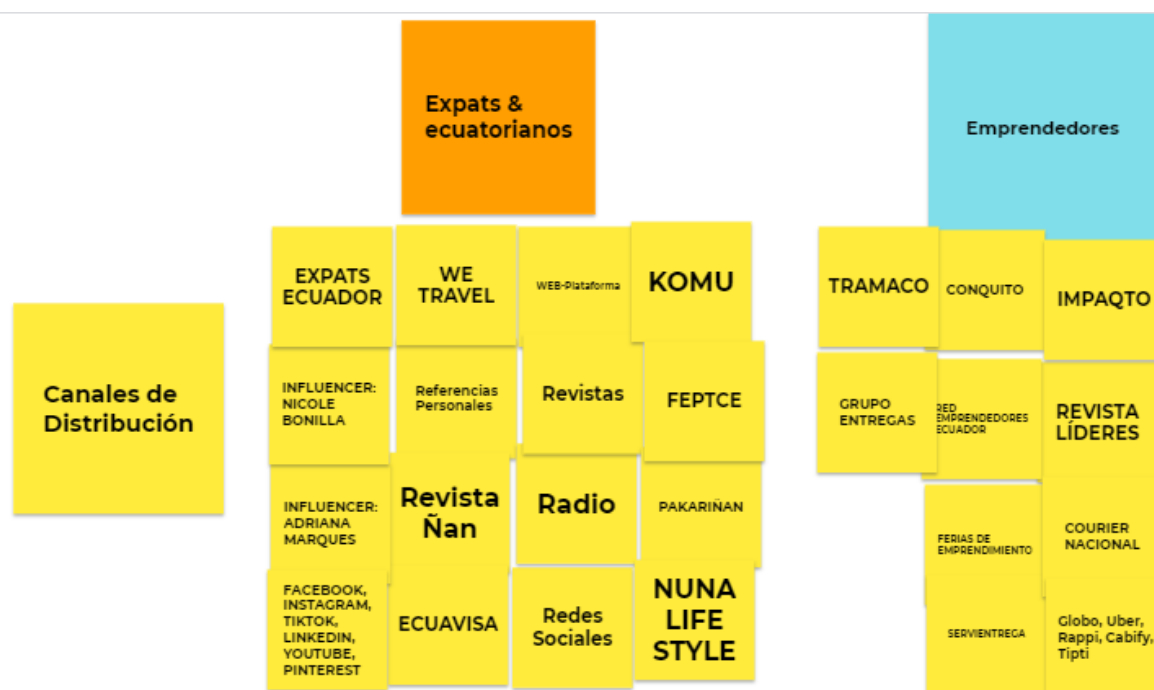 Expats &
ecuatorianos
Emprendedores
Canales de
Distribución
EXPATS
ECUADOR
WE
TRAVEL
WEB-Plataforma
KOMU
INFLUENCER:
NICOLE
BONILLA
Referencias
Personales
Revistas
FEPTCE
INFLUENCER:
ADRIANA
MARQUES
Revista
Ñan
Radio
PAKARIÑAN
FACEBOOK,
INSTAGRAM,
TIKTOK,
LINKEDIN,
YOUTUBE,
PINTEREST
ECUAVISA
Redes
Sociales
NUNA
LIFE
STYLE
TRAMACO
CONQUITO
IMPAQTO
GRUPO
ENTREGAS
RED
EMPRENDEDORES
ECUADOR
REVISTA
LÍDERES
FERIAS DE
EMPRENDIMIENTO
COURIER
NACIONAL
SERVIENTREGA
Globo, Uber,
Rappi, Cabify,
Tipti